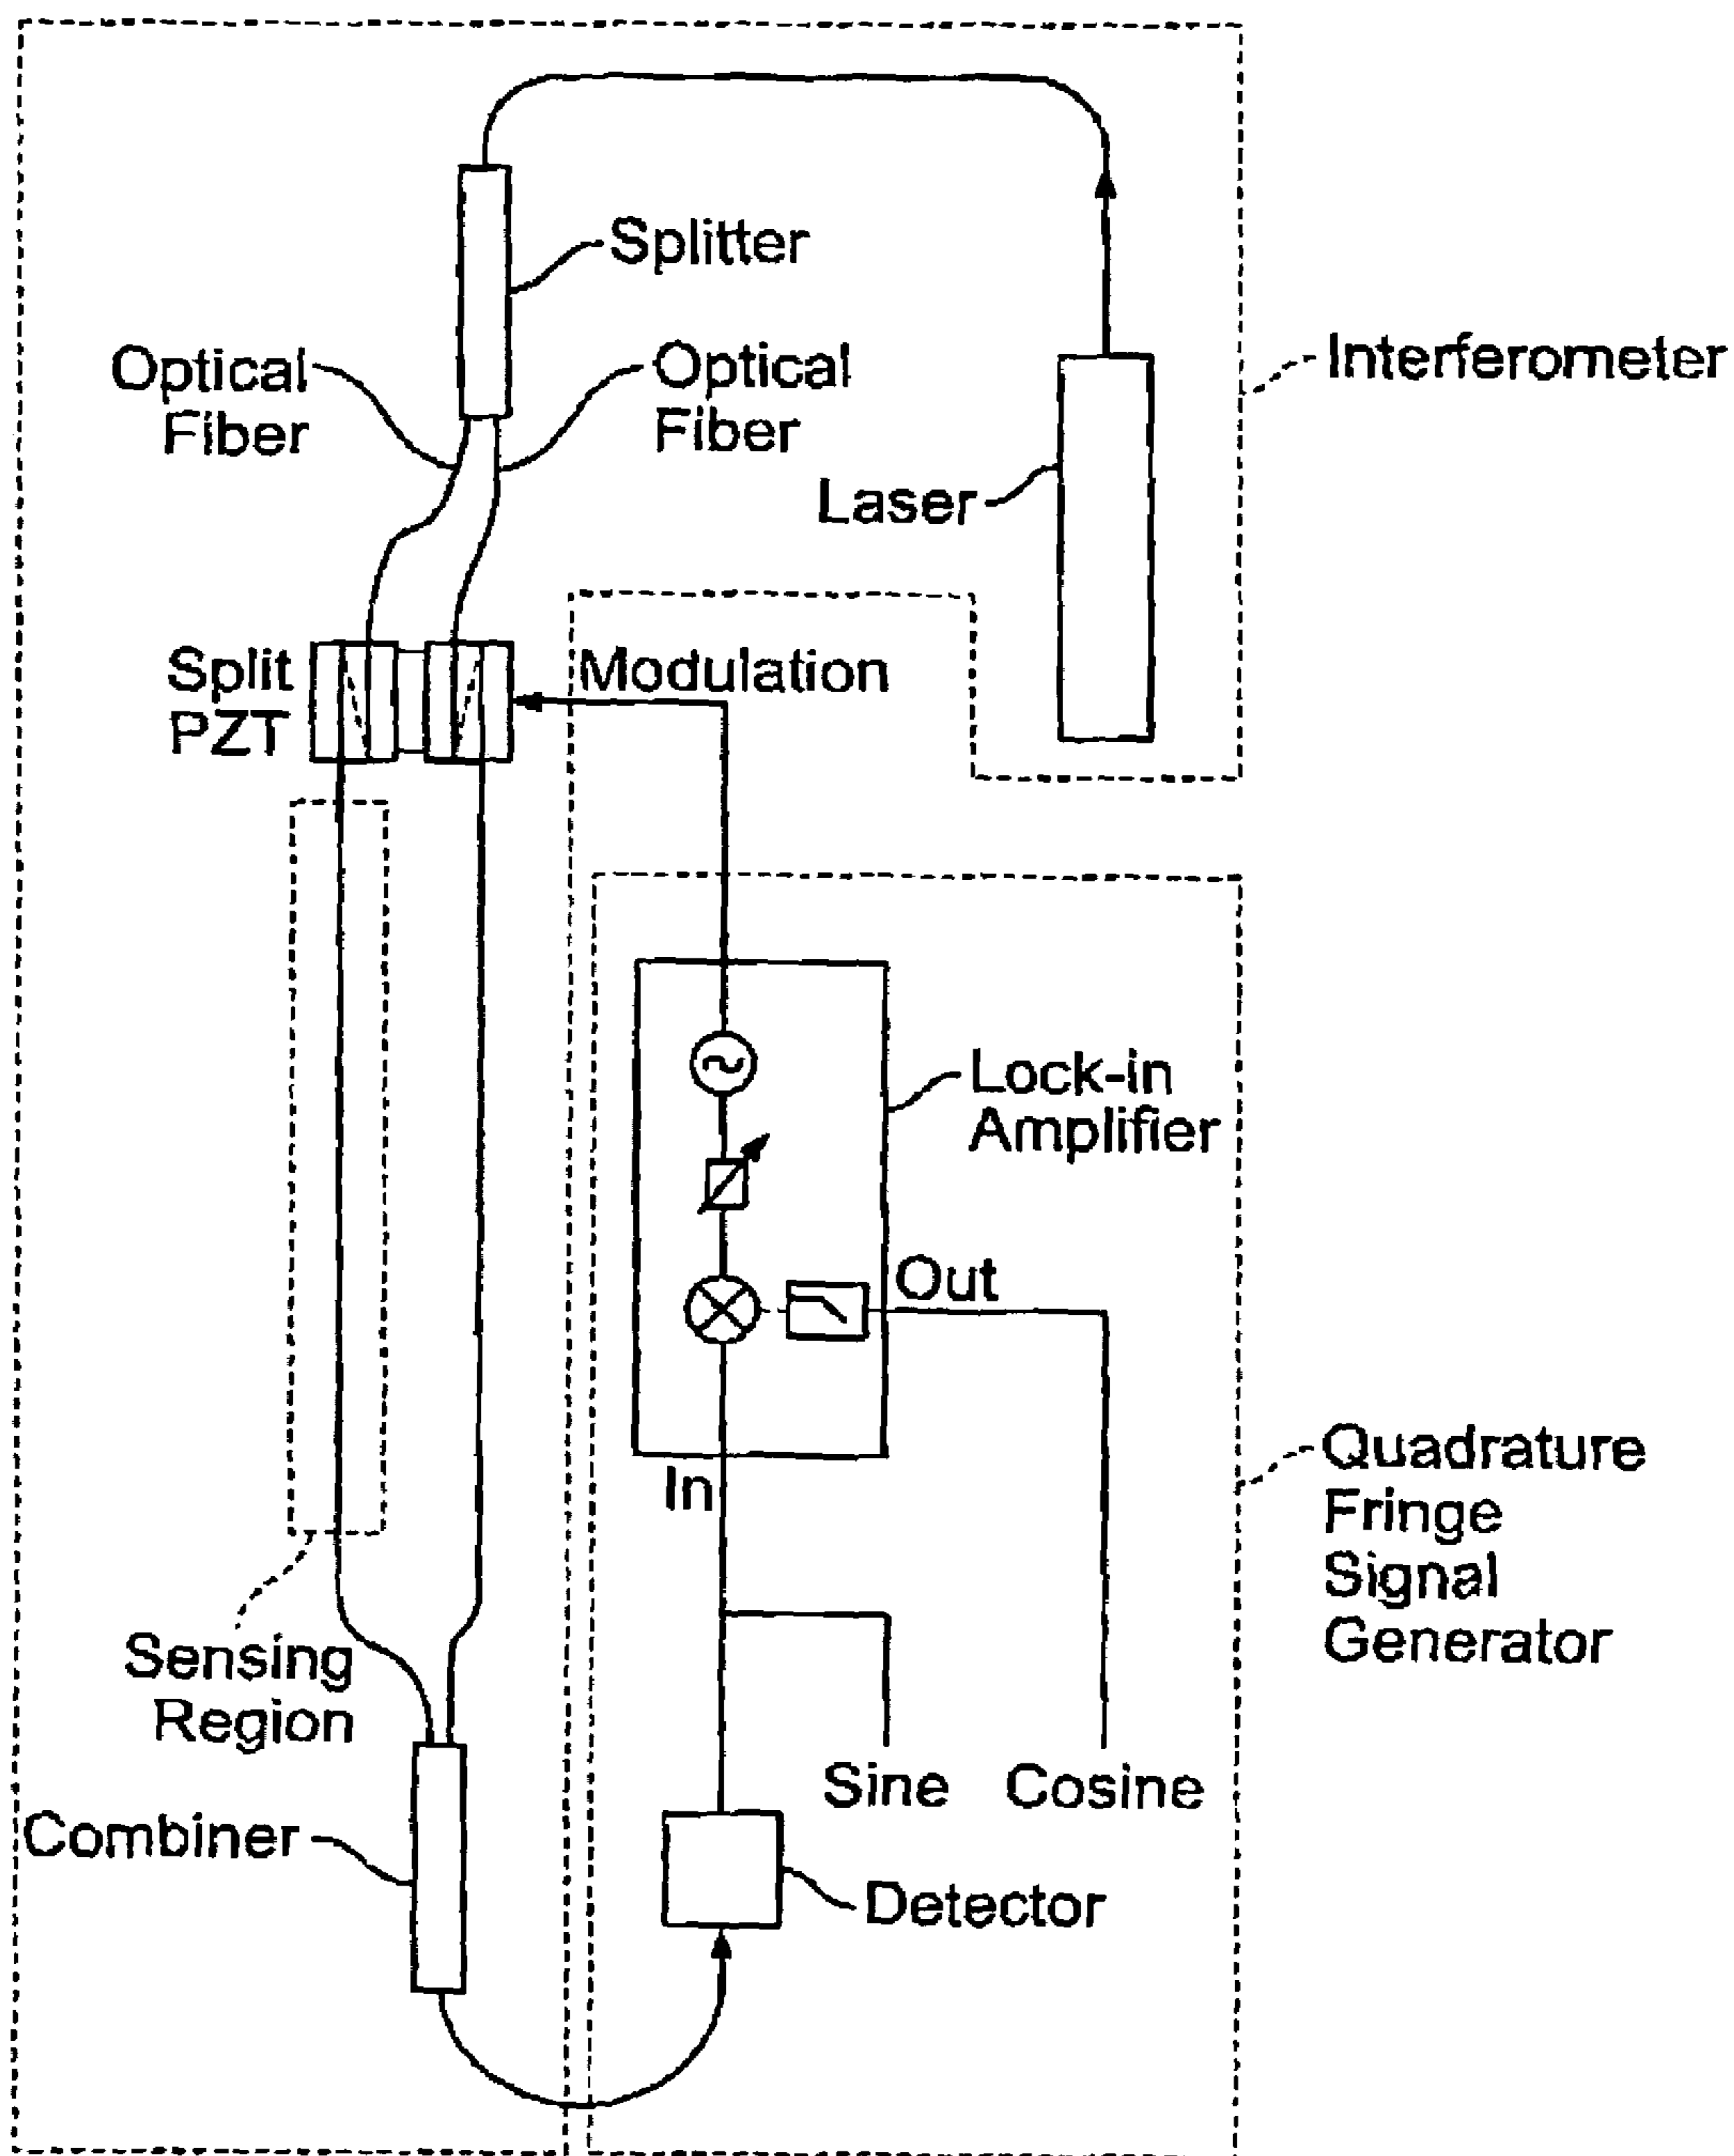 Splitter
Optical
Fiber
Optical
Fiber
Interferometer
Laser
Split
PZT
Modulation
Lock-in
Amplifier
Out
In
Quadrature
Fringe
Signal
Generator
Sensing
Region
Sine
Cosine
Combiner
Detector